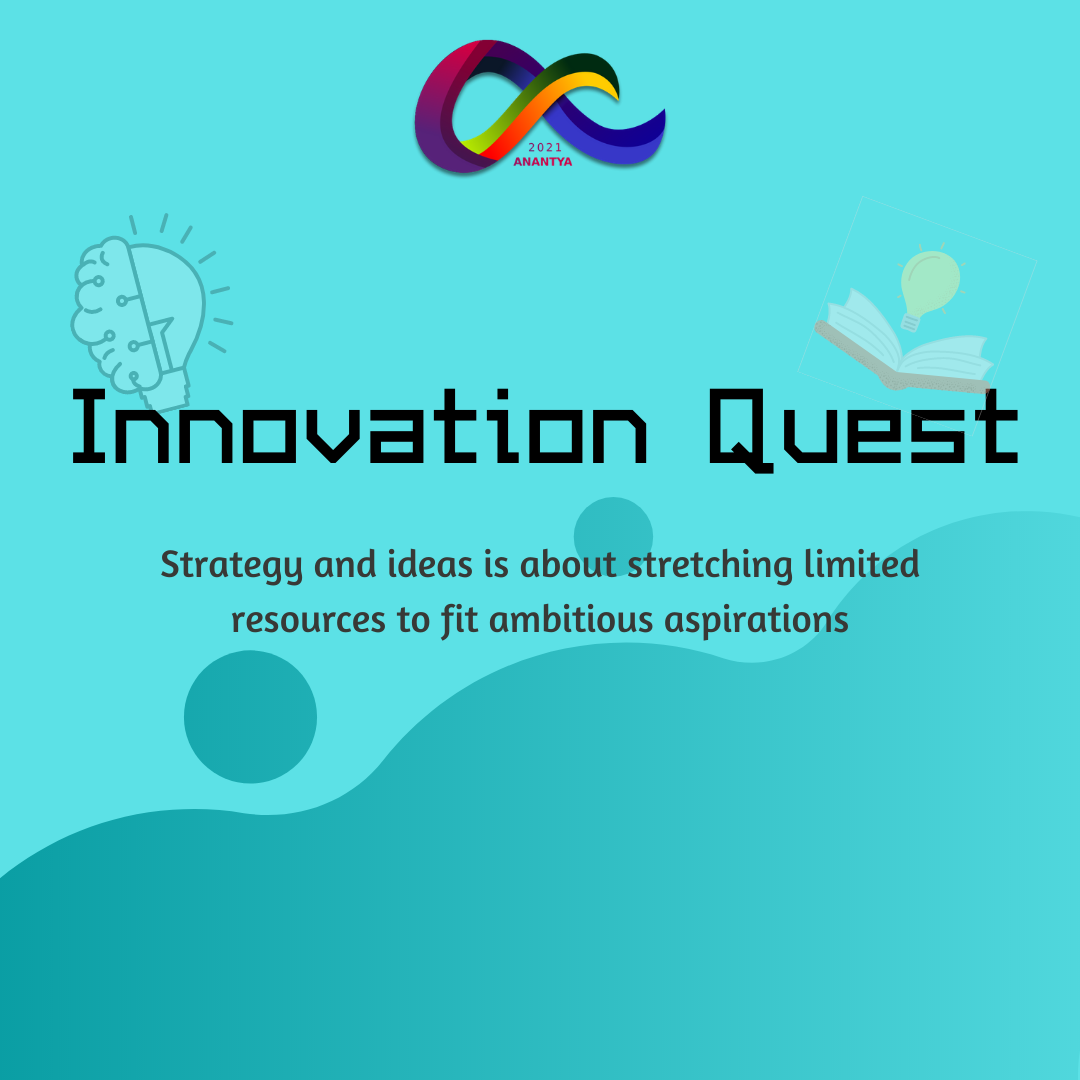 2021
ANANTYA
Innovation Quest
Strategy and ideas is about stretching limited
resources to fit ambitious aspirations